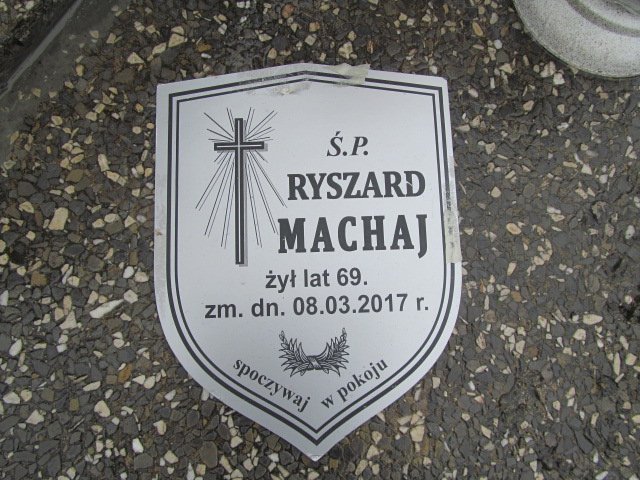 Ś.P.
RYSZARD
MACHAJ
żył lat 69.
zm. dn. 08.03.2017 r.
spoczywaj w pokoju